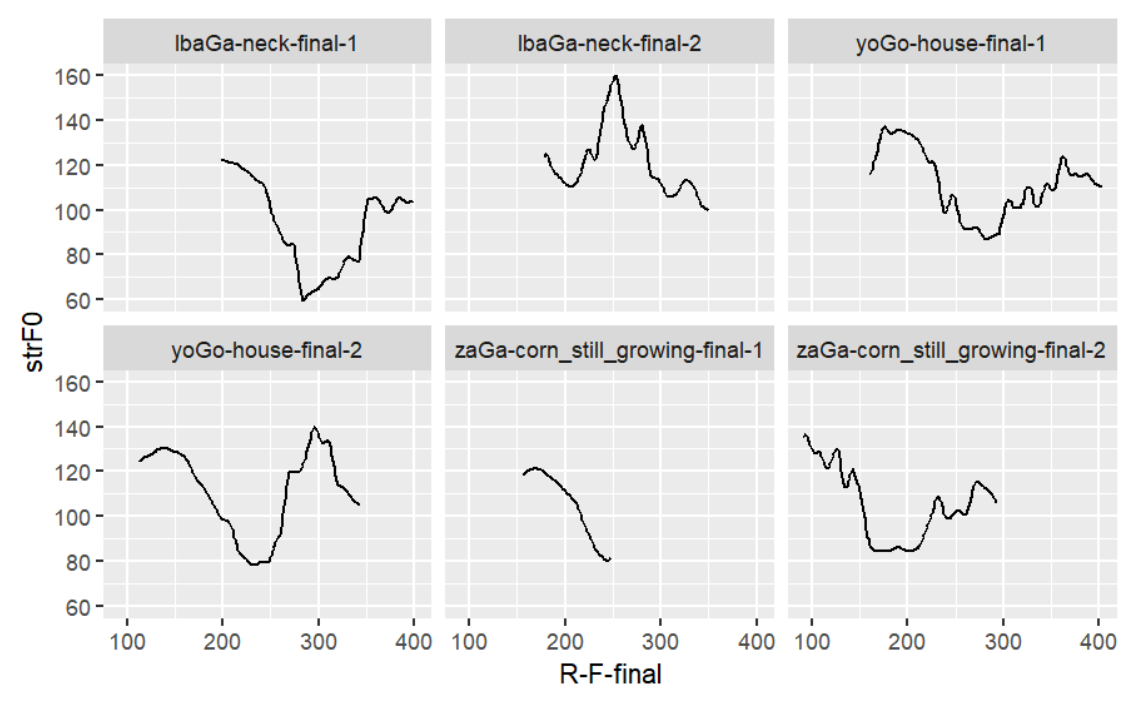 lbaGa-neck-final-1
lbaGa-neck-final-2
yoGo-house-final-1
160
140
120
100
80
60
strF0
yoGo-house-final-2
zaGa-corn_still_growing-final-1
zaGa-corn_still_growing-final-2
160
140
120
100
80
60
100 200 300 400
100 200 300 400
100 200 300 400
R-F-final